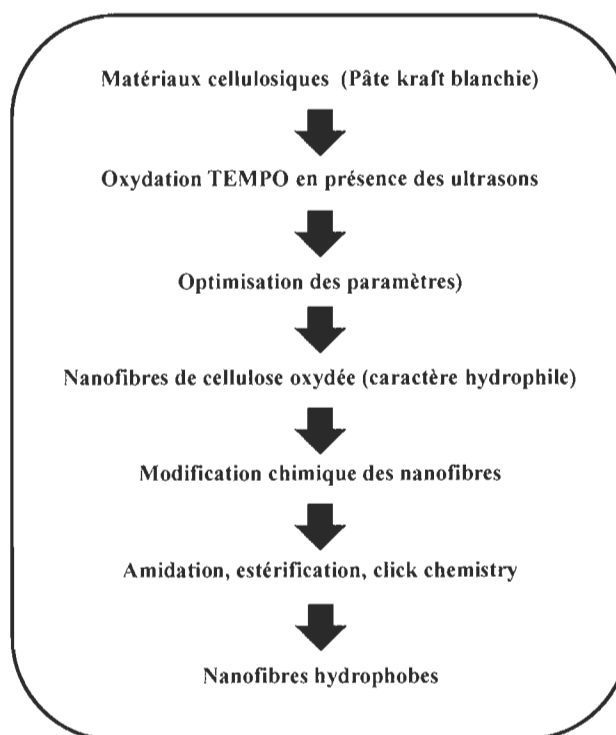 Matériaux cellulosiques (Pâte kraft blanchie)
Oxydation TEMPO en présence des ultrasons
Optimisation des paramètres)
Nanofibres de cellulose oxydée (caractère hydrophile)
Modification chimique des nanofibres
Amidation, estérification, click chemistry
Nanofibres hydrophobes